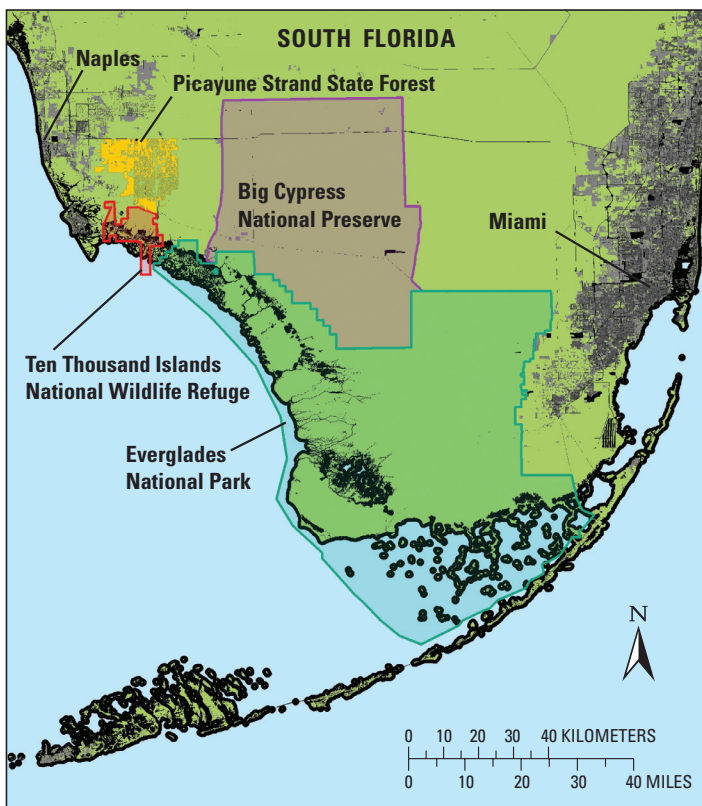 SOUTH FLORIDA
Naples
Picayune Strand State Forest
Big Cypress
National Preserve
Miami
Ten Thousand Islands
National Wildlife Refuge
Everglades
National Park
N
0 10 20 30 40 KILOMETERS
0 10 20 30 40 MILES